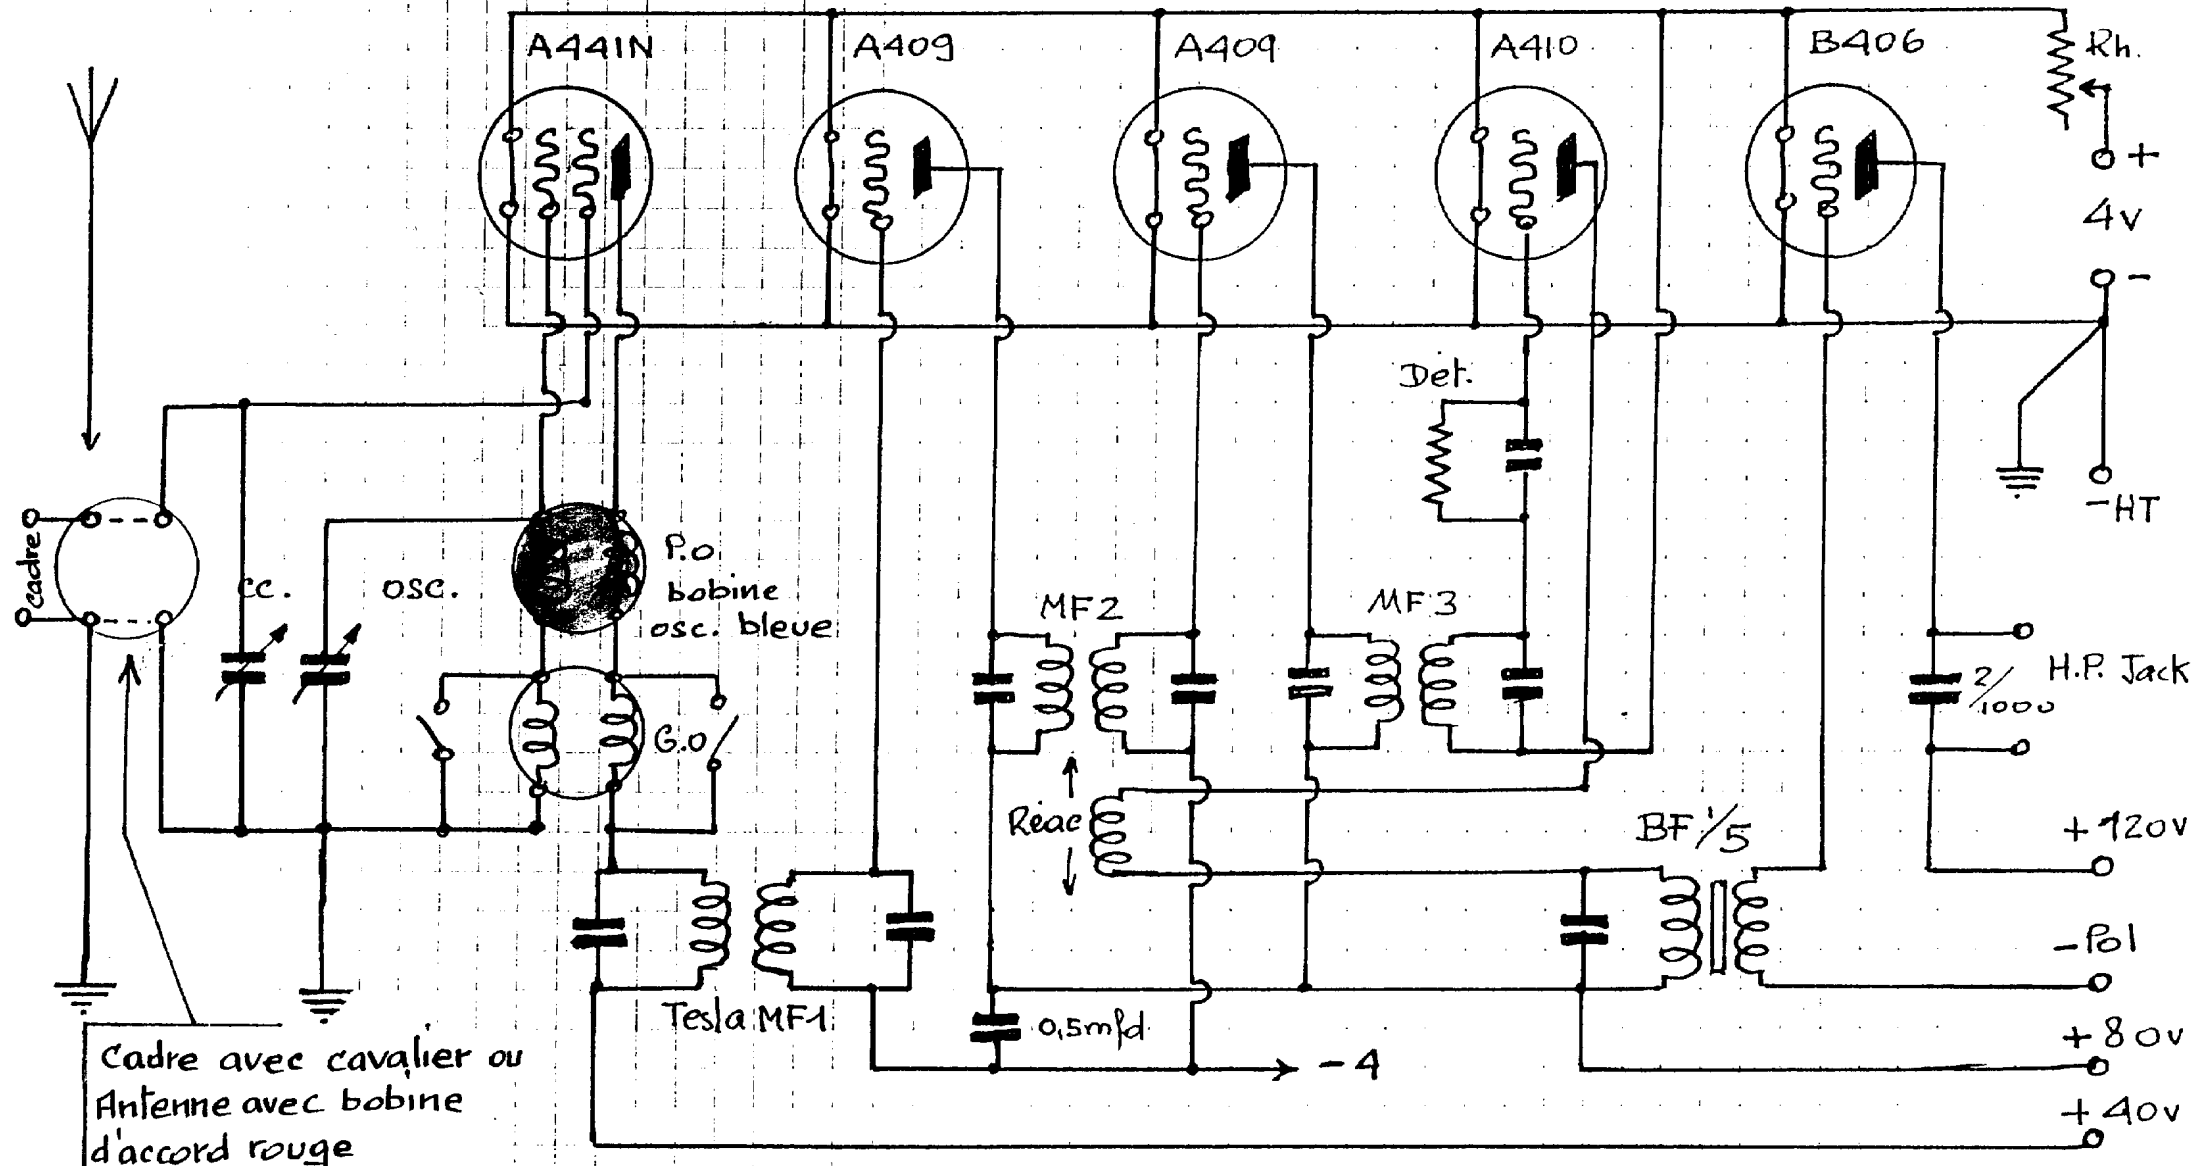 A441N
A409
A409
A410
B406
Rh.
+
4v
-
Det.
-HT
cadre
cc.
osc.
P.O
bobine
osc. bleue
G.O
MF2
MF3
H.P. Jack
2/1000
Réac
BF 1/5
+120v
-Pol
Tesla MF1
0,5mfd
-4
+80v
+40v
Cadre avec cavalier ou
Antenne avec bobine
d'accord rouge